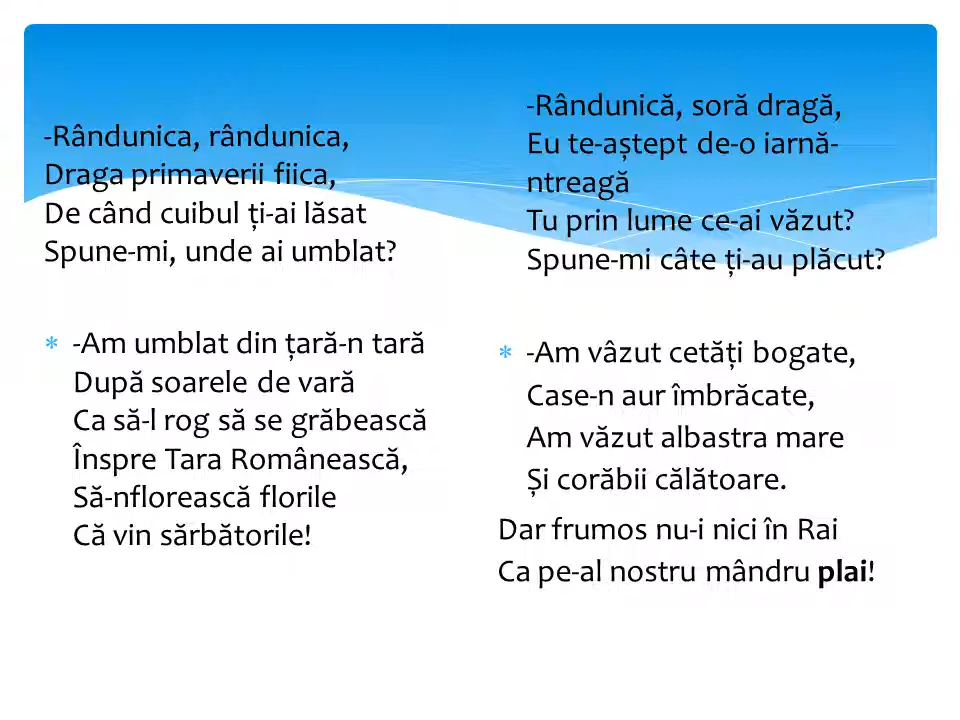 -Rândunica, rândunica,
Draga primaverii fiica,
De când cuibul ți-ai lăsat
Spune-mi, unde ai umblat?
* -Am umblat din țară-n tară
După soarele de vară
Ca să-l rog să se grăbească
Înspre Tara Românească,
Să-nflorească florile
Că vin sărbătorile!
-Rândunică, soră dragă,
Eu te-aștept de-o iarnă-
ntreagă
Tu prin lume ce-ai văzut?
Spune-mi câte ți-au plăcut?
* -Am vâzut cetăți bogate,
Case-n aur îmbrăcate,
Am văzut albastra mare
Și corăbii călătoare.
Dar frumos nu-i nici în Rai
Ca pe-al nostru mândru plai!